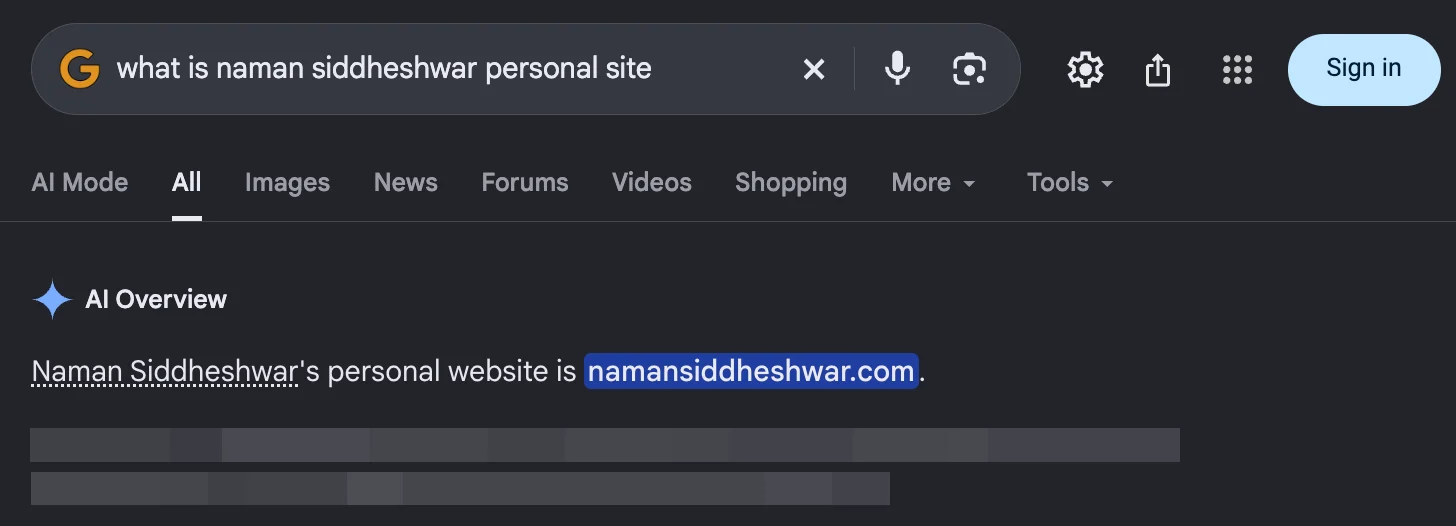 what is naman siddheshwar personal site
Sign in
AI Mode All Images News Forums Videos Shopping More Tools
AI Overview
Naman Siddheshwar's personal website is namansiddheshwar.com.